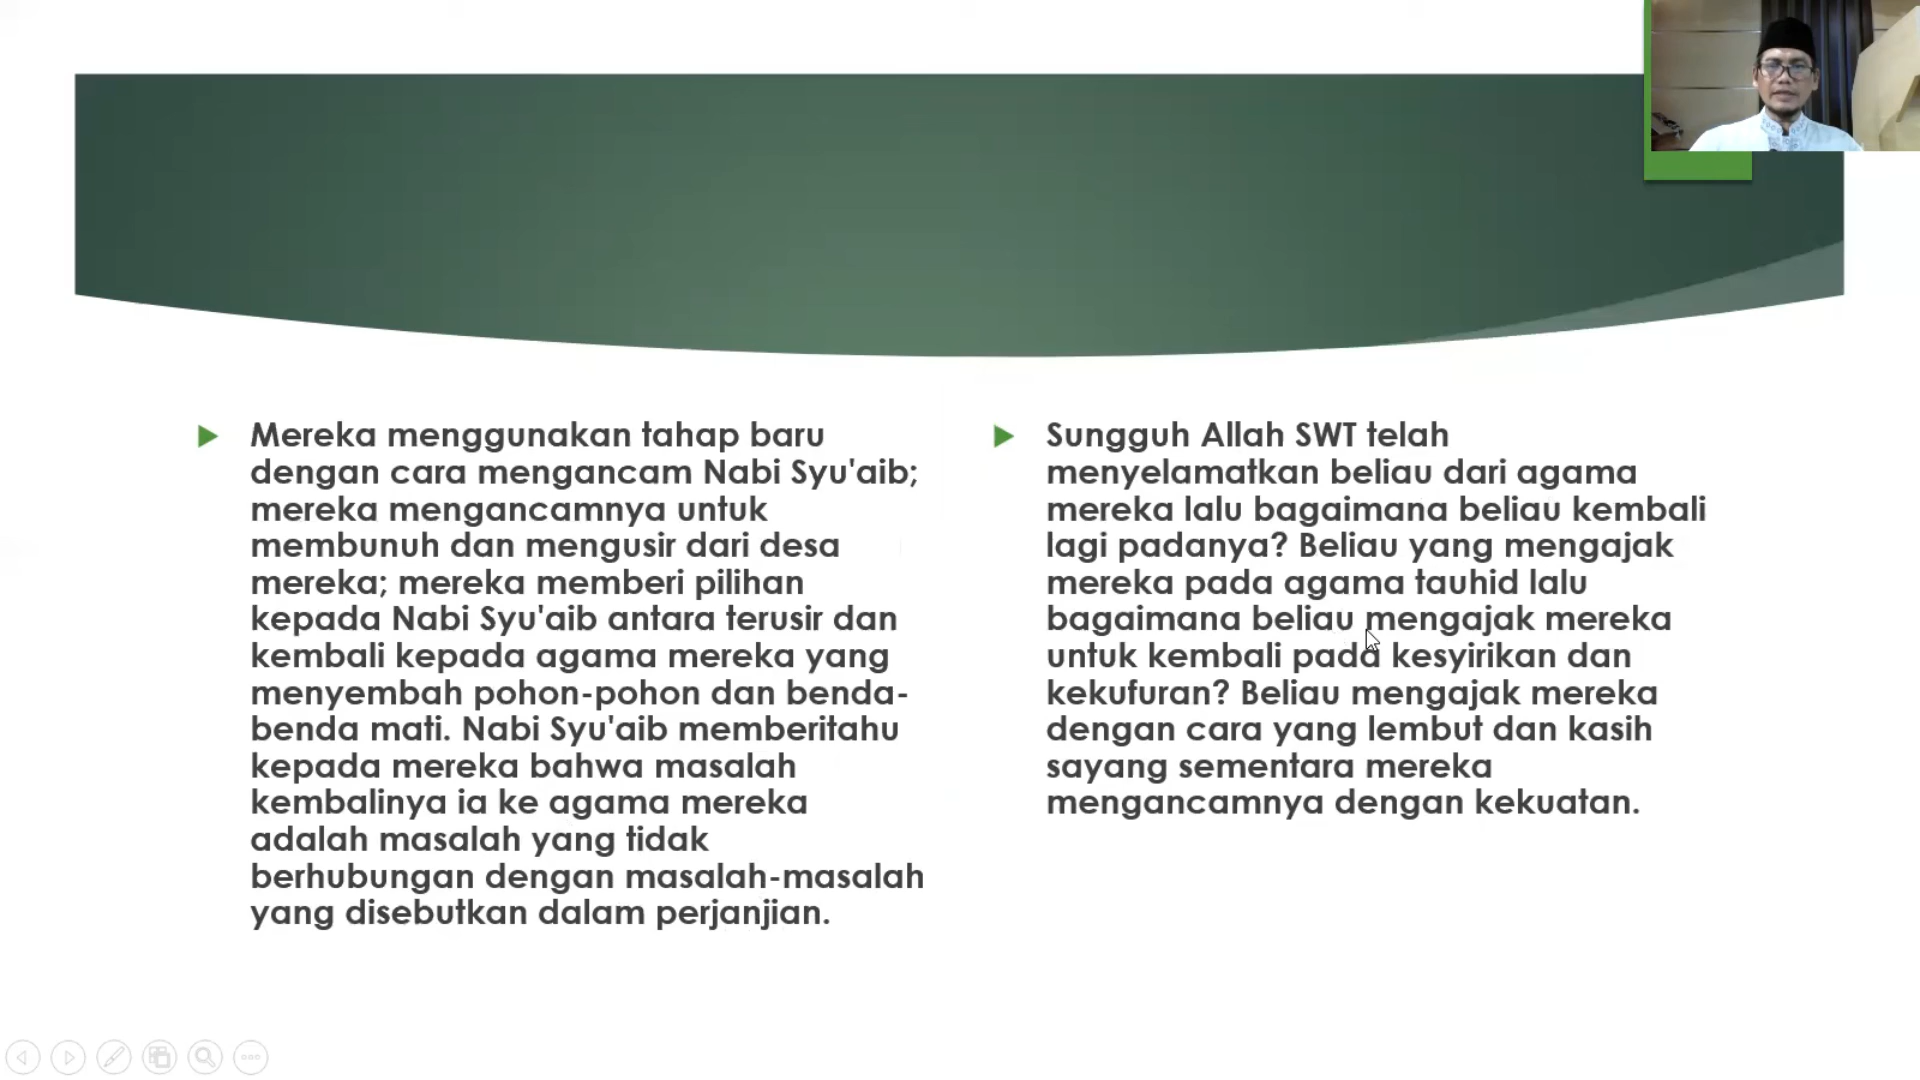 Mereka menggunakan tahap baru
dengan cara mengancam Nabi Syu'aib;
mereka mengancamnya untuk
membunuh dan mengusir dari desa
mereka; mereka memberi pilihan
kepada Nabi Syu'aib antara terusir dan
kembali kepada agama mereka yang
menyembah pohon-pohon dan benda-
benda mati. Nabi Syu'aib memberitahu
kepada mereka bahwa masalah
kembalinya ia ke agama mereka
adalah masalah yang tidak
berhubungan dengan masalah-masalah
yang disebutkan dalam perjanjian.
Sungguh Allah SWT telah
menyelamatkan beliau dari agama
mereka lalu bagaimana beliau kembali
lagi padanya? Beliau yang mengajak
mereka pada agama tauhid lalu
bagaimana beliau mengajak mereka
untuk kembali pada kesyirikan dan
kekufuran? Beliau mengajak mereka
dengan cara yang lembut dan kasih
sayang sementara mereka
mengancamnya dengan kekuatan.